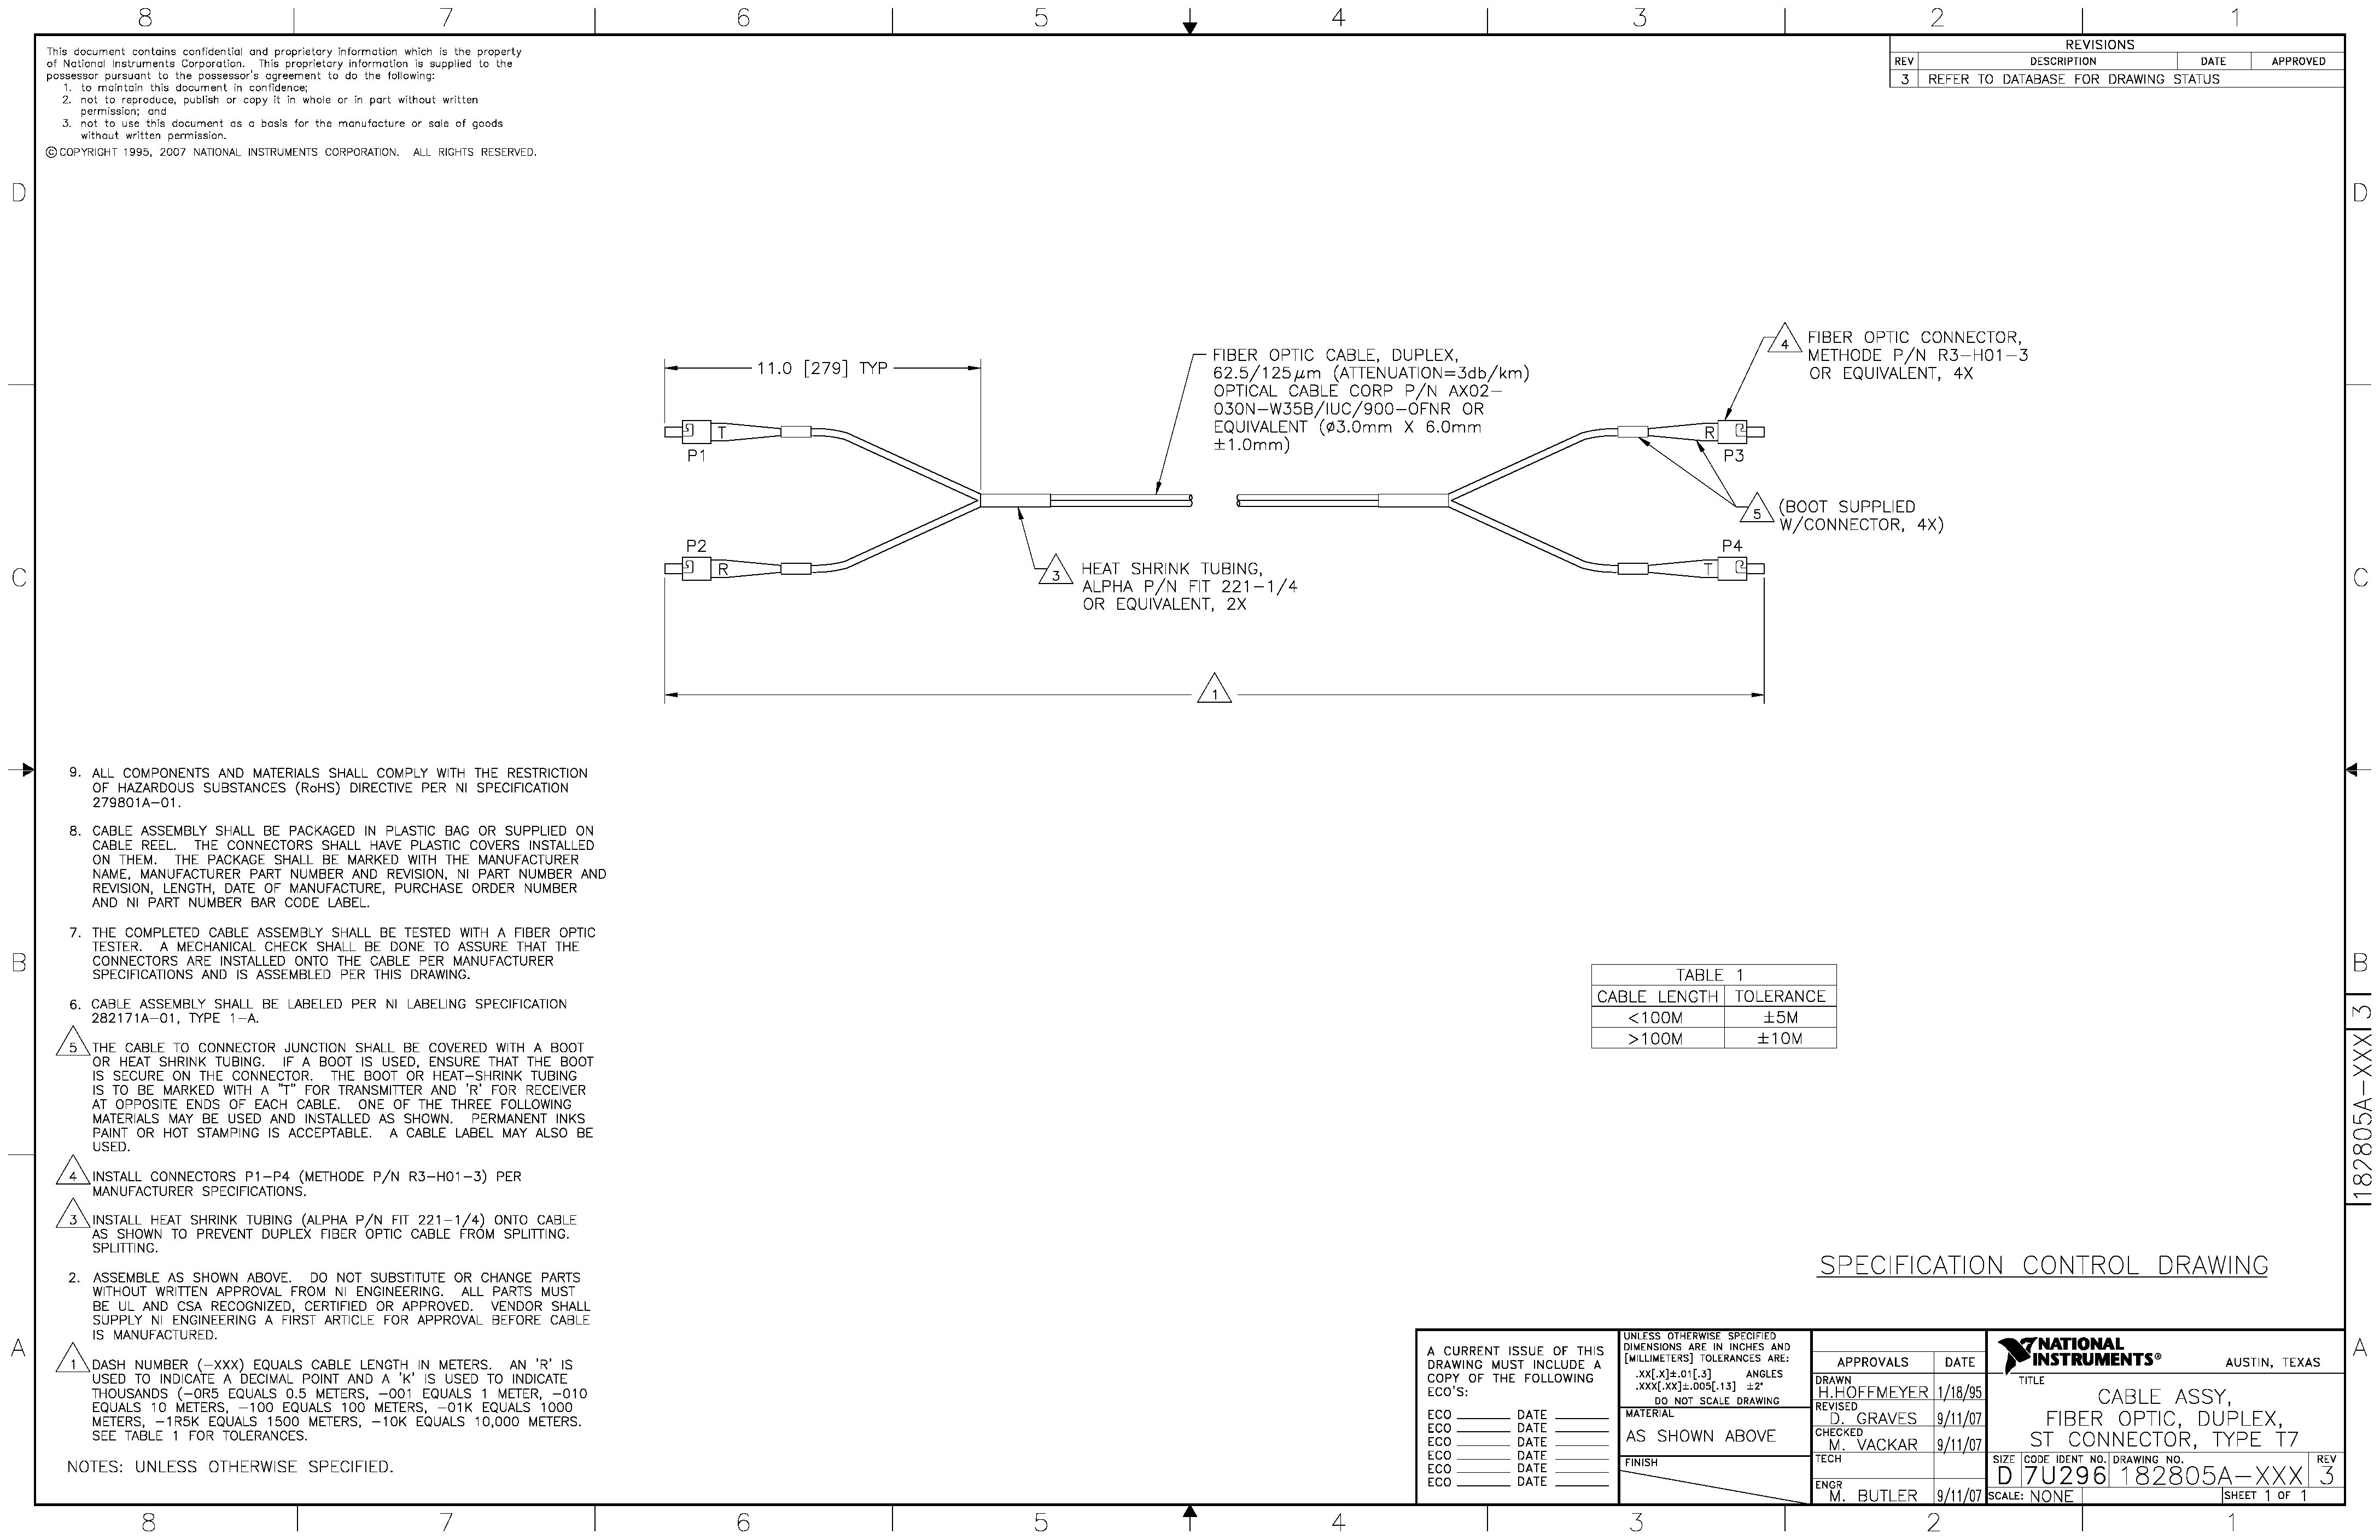 8 7 6 5 4 3 2 1
This document contains confidential and proprietary information which is the property
of National Instruments Corporation. This proprietary information is supplied to the
possessor pursuant to the possessor's agreement to do the following:
1. to maintain this document in confidence;
2. not to reproduce, publish or copy it in whole or in part without written
permission; and
3. not to use this document as a basis for the manufacture or sale of goods
without written permission.
©COPYRIGHT 1995, 2007 NATIONAL INSTRUMENTS CORPORATION. ALL RIGHTS RESERVED.
REVISIONS
REV DESCRIPTION DATE APPROVED
3 REFER TO DATABASE FOR DRAWING STATUS
D D
11.0 [279] TYP
FIBER OPTIC CABLE, DUPLEX,
62.5/125µm (ATTENUATION=3db/km)
OPTICAL CABLE CORP P/N AX02-
030N-W35B/IUC/900-OFNR OR
EQUIVALENT (ø3.0mm X 6.0mm
±1.0mm)
4 FIBER OPTIC CONNECTOR,
METHODE P/N R3-H01-3
OR EQUIVALENT, 4X
T
P1
R
P3
5 (BOOT SUPPLIED
W/CONNECTOR, 4X)
P2
R
P4
T
3 HEAT SHRINK TUBING,
ALPHA P/N FIT 221-1/4
OR EQUIVALENT, 2X
C C
1
9. ALL COMPONENTS AND MATERIALS SHALL COMPLY WITH THE RESTRICTION
OF HAZARDOUS SUBSTANCES (RoHS) DIRECTIVE PER NI SPECIFICATION
279801A-01.
8. CABLE ASSEMBLY SHALL BE PACKAGED IN PLASTIC BAG OR SUPPLIED ON
CABLE REEL. THE CONNECTORS SHALL HAVE PLASTIC COVERS INSTALLED
ON THEM. THE PACKAGE SHALL BE MARKED WITH THE MANUFACTURER
NAME, MANUFACTURER PART NUMBER AND REVISION, NI PART NUMBER AND
REVISION, LENGTH, DATE OF MANUFACTURE, PURCHASE ORDER NUMBER
AND NI PART NUMBER BAR CODE LABEL.
7. THE COMPLETED CABLE ASSEMBLY SHALL BE TESTED WITH A FIBER OPTIC
TESTER. A MECHANICAL CHECK SHALL BE DONE TO ASSURE THAT THE
CONNECTORS ARE INSTALLED ONTO THE CABLE PER MANUFACTURER
SPECIFICATIONS AND IS ASSEMBLED PER THIS DRAWING.
6. CABLE ASSEMBLY SHALL BE LABELED PER NI LABELING SPECIFICATION
282171A-01, TYPE 1-A.
5 THE CABLE TO CONNECTOR JUNCTION SHALL BE COVERED WITH A BOOT
OR HEAT SHRINK TUBING. IF A BOOT IS USED, ENSURE THAT THE BOOT
IS SECURE ON THE CONNECTOR. THE BOOT OR HEAT-SHRINK TUBING
IS TO BE MARKED WITH A "T" FOR TRANSMITTER AND 'R' FOR RECEIVER
AT OPPOSITE ENDS OF EACH CABLE. ONE OF THE THREE FOLLOWING
MATERIALS MAY BE USED AND INSTALLED AS SHOWN. PERMANENT INKS
PAINT OR HOT STAMPING IS ACCEPTABLE. A CABLE LABEL MAY ALSO BE
USED.
4 INSTALL CONNECTORS P1-P4 (METHODE P/N R3-H01-3) PER
MANUFACTURER SPECIFICATIONS.
3 INSTALL HEAT SHRINK TUBING (ALPHA P/N FIT 221-1/4) ONTO CABLE
AS SHOWN TO PREVENT DUPLEX FIBER OPTIC CABLE FROM SPLITTING.
SPLITTING.
2. ASSEMBLE AS SHOWN ABOVE. DO NOT SUBSTITUTE OR CHANGE PARTS
WITHOUT WRITTEN APPROVAL FROM NI ENGINEERING. ALL PARTS MUST
BE UL AND CSA RECOGNIZED, CERTIFIED OR APPROVED. VENDOR SHALL
SUPPLY NI ENGINEERING A FIRST ARTICLE FOR APPROVAL BEFORE CABLE
IS MANUFACTURED.
1 DASH NUMBER (-XXX) EQUALS CABLE LENGTH IN METERS. AN 'R' IS
USED TO INDICATE A DECIMAL POINT AND A 'K' IS USED TO INDICATE
THOUSANDS (-0R5 EQUALS 0.5 METERS, -001 EQUALS 1 METER, -010
EQUALS 10 METERS, -100 EQUALS 100 METERS, -01K EQUALS 1000
METERS, -1R5K EQUALS 1500 METERS, -10K EQUALS 10,000 METERS.
SEE TABLE 1 FOR TOLERANCES.
NOTES: UNLESS OTHERWISE SPECIFIED.
B B
TABLE 1
CABLE LENGTH TOLERANCE
<100M ±5M
>100M ±10M
182805A-XXX 3
SPECIFICATION CONTROL DRAWING
A A
A CURRENT ISSUE OF THIS
DRAWING MUST INCLUDE A
COPY OF THE FOLLOWING
ECO'S:
ECO DATE
ECO DATE
ECO DATE
ECO DATE
ECO DATE
ECO DATE
UNLESS OTHERWISE SPECIFIED
DIMENSIONS ARE IN INCHES AND
[MILLIMETERS] TOLERANCES ARE:
.XX[.X]±.01[.3] ANGLES
.XXX[.XX]±.005[.13] ±2°
DO NOT SCALE DRAWING
MATERIAL
AS SHOWN ABOVE
FINISH
APPROVALS DATE
DRAWN
H.HOFFMEYER 1/18/95
REVISED
D. GRAVES 9/11/07
CHECKED
M. VACKAR 9/11/07
TECH
ENGR
M. BUTLER 9/11/07
NATIONAL
INSTRUMENTS®
AUSTIN, TEXAS
TITLE
CABLE ASSY,
FIBER OPTIC, DUPLEX,
ST CONNECTOR, TYPE T7
SIZE CODE IDENT NO. DRAWING NO. REV
D 7U296 182805A-XXX 3
SCALE: NONE SHEET 1 OF 1
8 7 6 5 4 3 2 1